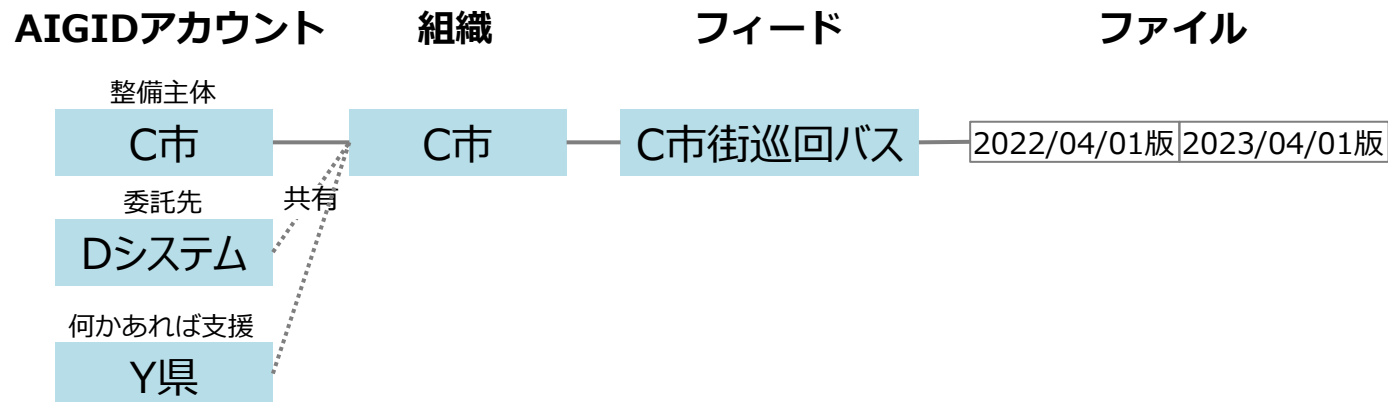 AIGIDアカウント 組織 フィード ファイル
整備主体
C市 C市 C市街巡回バス 2022/04/01版 2023/04/01版
委託先
共有
Dシステム
何かあれば支援
Y県